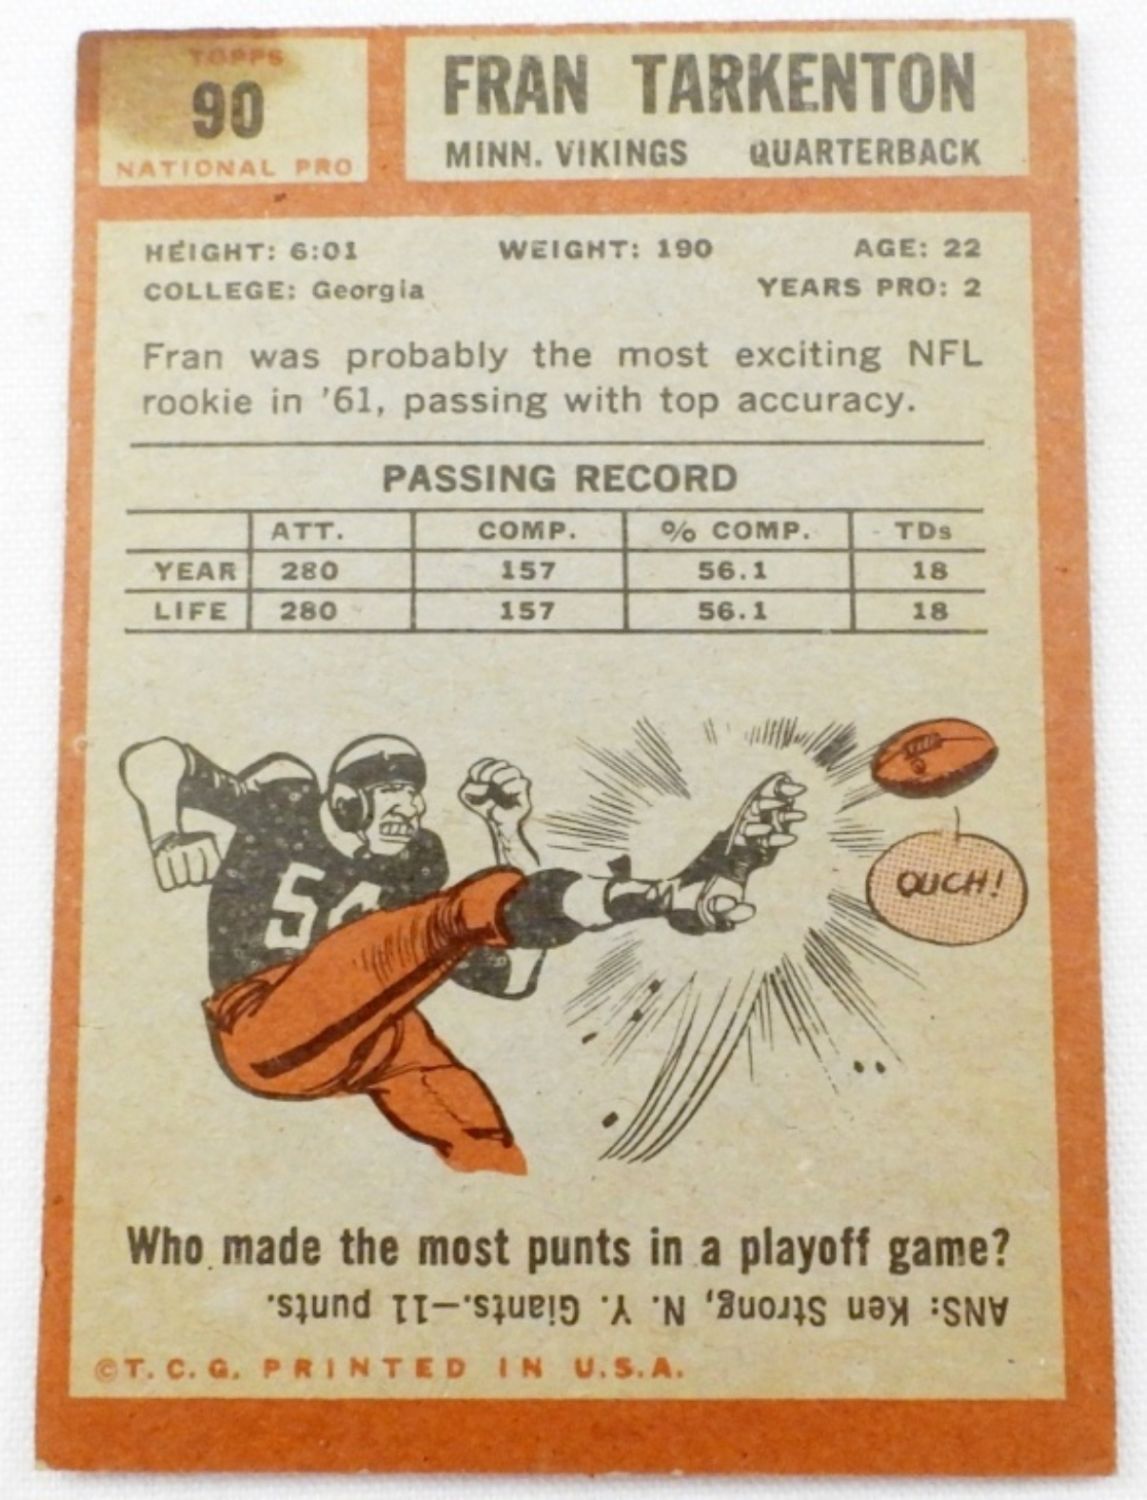 TOPPS
90
NATIONAL PRO
FRAN TARKENTON
MINN. VIKINGS QUARTERBACK
HEIGHT: 6:01 WEIGHT: 190 AGE: 22
COLLEGE: Georgia YEARS PRO: 2
Fran was probably the most exciting NFL
rookie in '61, passing with top accuracy.
PASSING RECORD
ATT. COMP. % COMP. TDs
YEAR 280 157 56.1 18
LIFE 280 157 56.1 18
54
OUCH!
Who made the most punts in a playoff game?
ANS: Ken Strong, N. Y. Giants.—11 punts.
©T. C. G. PRINTED IN U.S.A.